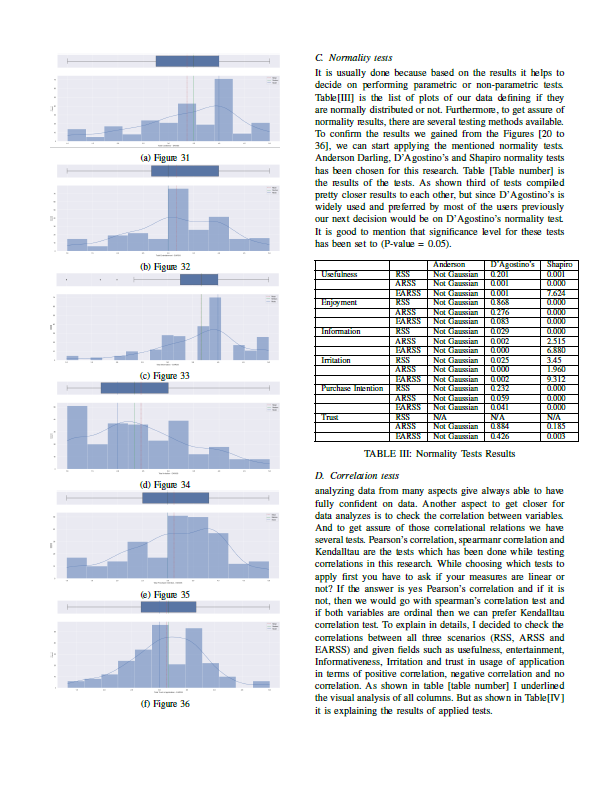 (a) Figure 31
(b) Figure 32
(c) Figure 33
(d) Figure 34
(e) Figure 35
(f) Figure 36
C. Normality tests
It is usually done because based on the results it helps to
decide on performing parametric or non-parametric tests.
Table[III] is the list of plots of our data defining if they
are normally distributed or not. Furthermore, to get assure of
normality results, there are several testing methods available.
To confirm the results we gained from the Figures [20 to
36], we can start applying the mentioned normality tests.
Anderson Darling, D'Agostino's and Shapiro normality tests
has been chosen for this research. Table [Table number] is
the results of the tests. As shown third of tests compiled
pretty closer results to each other, but since D'Agostino's is
widely used and preferred by most of the users previously
our next decision would be on D'Agostino's normality test.
It is good to mention that significance level for these tests
has been set to (P-value = 0.05).
Anderson D'Agostino's Shapiro
Usefulness RSS Not Gaussian 0.201 0.001
ARSS Not Gaussian 0.001 0.000
EARSS Not Gaussian 0.001 7.624
Enjoyment RSS Not Gaussian 0.868 0.000
ARSS Not Gaussian 0.276 0.000
EARSS Not Gaussian 0.083 0.000
Information RSS Not Gaussian 0.029 0.000
ARSS Not Gaussian 0.002 2.515
EARSS Not Gaussian 0.000 6.880
Irritation RSS Not Gaussian 0.025 3.45
ARSS Not Gaussian 0.000 1.960
EARSS Not Gaussian 0.002 9.312
Purchase Intention RSS Not Gaussian 0.232 0.000
ARSS Not Gaussian 0.059 0.000
EARSS Not Gaussian 0.041 0.000
Trust RSS N/A N/A N/A
ARSS Not Gaussian 0.884 0.185
EARSS Not Gaussian 0.426 0.003
TABLE III: Normality Tests Results
D. Correlation tests
analyzing data from many aspects give always able to have
fully confident on data. Another aspect to get closer for
data analyzes is to check the correlation between variables.
And to get assure of those correlational relations we have
several tests. Pearson's correlation, spearmanr correlation and
Kendalltau are the tests which has been done while testing
correlations in this research. While choosing which tests to
apply first you have to ask if your measures are linear or
not? If the answer is yes Pearson's correlation and if it is
not, then we would go with spearman's correlation test and
if both variables are ordinal then we can prefer Kendalltau
correlation test. To explain in details, I decided to check the
correlations between all three scenarios (RSS, ARSS and
EARSS) and given fields such as usefulness, entertainment,
Informativeness, Irritation and trust in usage of application
in terms of positive correlation, negative correlation and no
correlation. As shown in table [table number] I underlined
the visual analysis of all columns. But as shown in Table[IV]
it is explaining the results of applied tests.